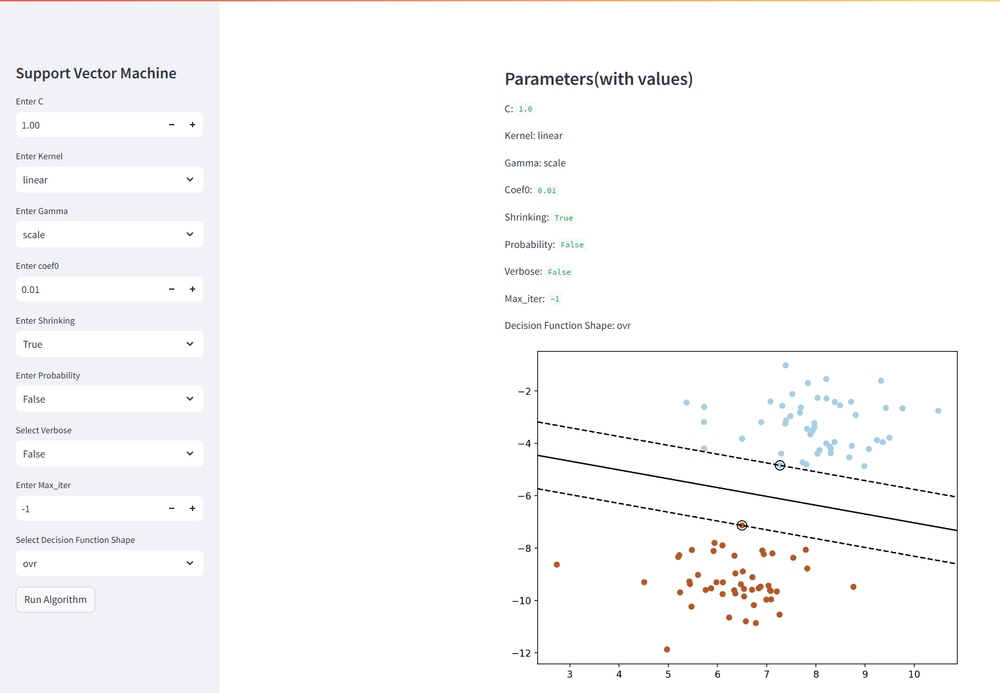 Support Vector Machine
Enter C
1.00
Enter Kernel
linear
Enter Gamma
scale
Enter coef0
0.01
Enter Shrinking
True
Enter Probability
False
Select Verbose
False
Enter Max_iter
-1
Select Decision Function Shape
ovr
Run Algorithm
Parameters(with values)
C: 1.0
Kernel: linear
Gamma: scale
Coef0: 0.01
Shrinking: True
Probability: False
Verbose: False
Max_iter: -1
Decision Function Shape: ovr
−2
−4
−6
−8
−10
−12
3 4 5 6 7 8 9 10